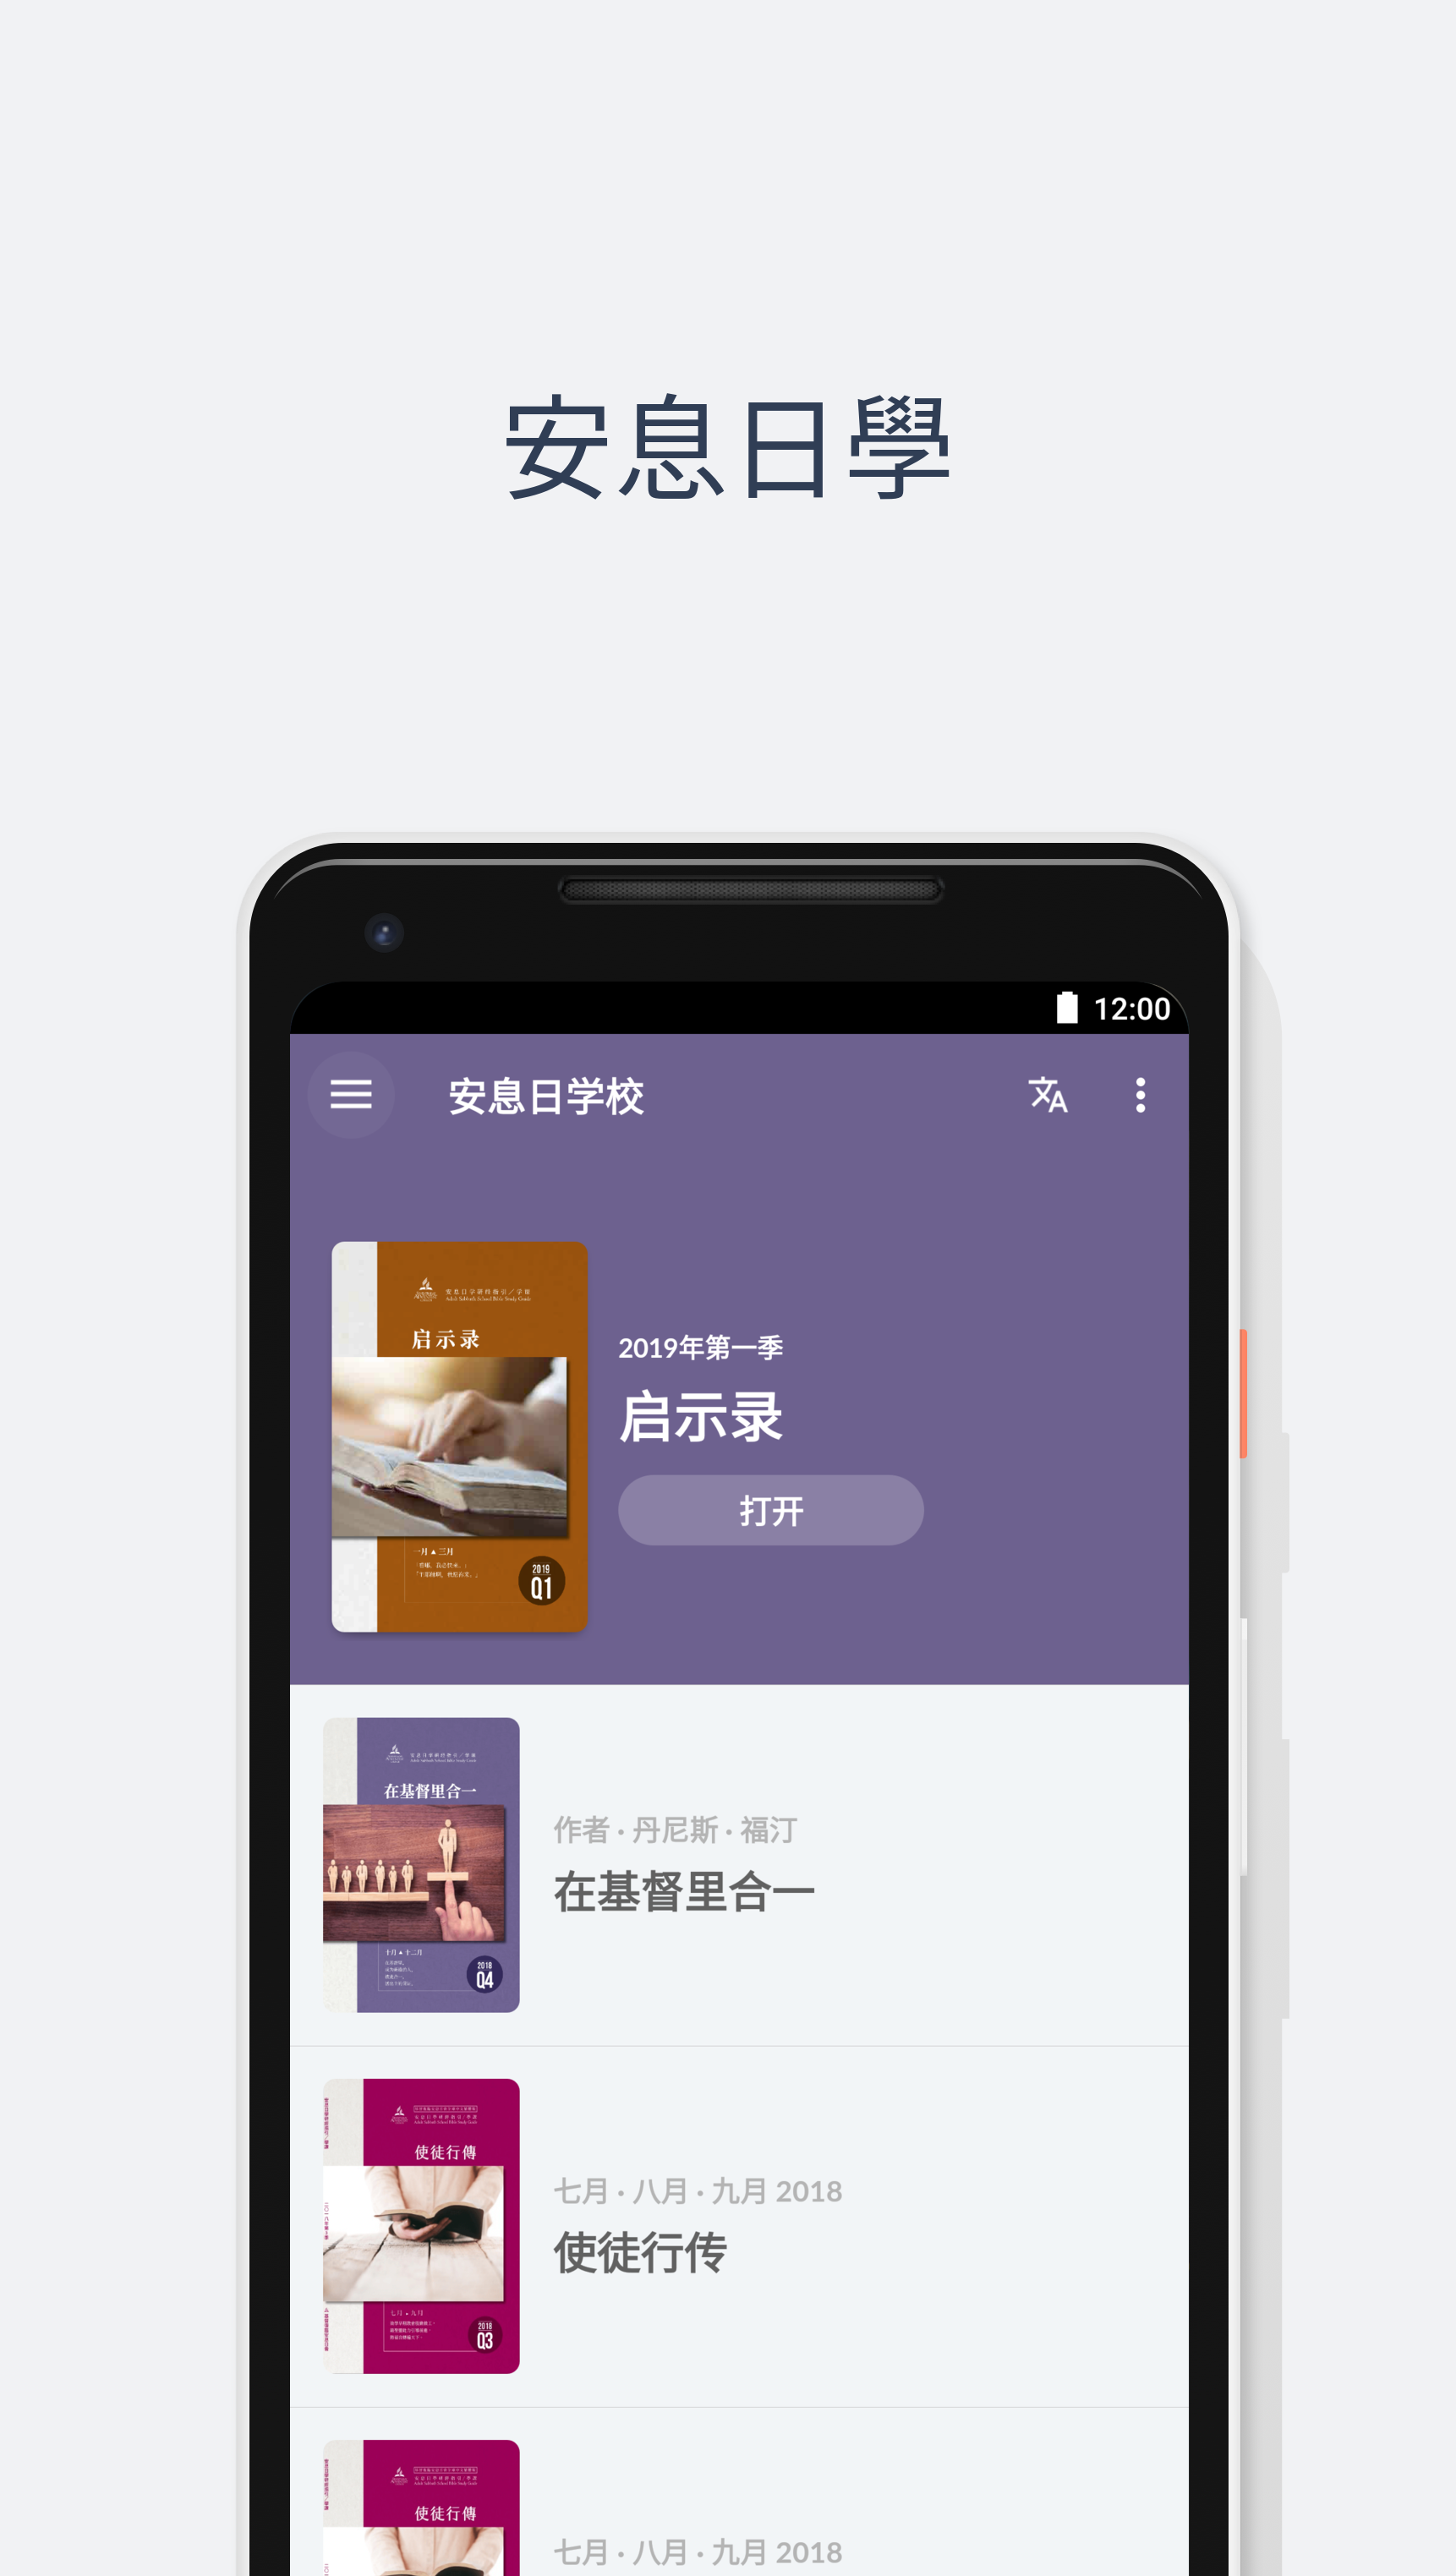 安息日學
12:00
安息日学校
启示录
一月▲三月
2019
Q1
2019年第一季
启示录
打开
在基督里合一
十月▲十二月
2018
Q4
作者 · 丹尼斯 · 福汀
在基督里合一
使徒行傳
七月▲九月
2018
Q3
七月 · 八月 · 九月 2018
使徒行传
使徒行傳
七月 · 八月 · 九月 2018